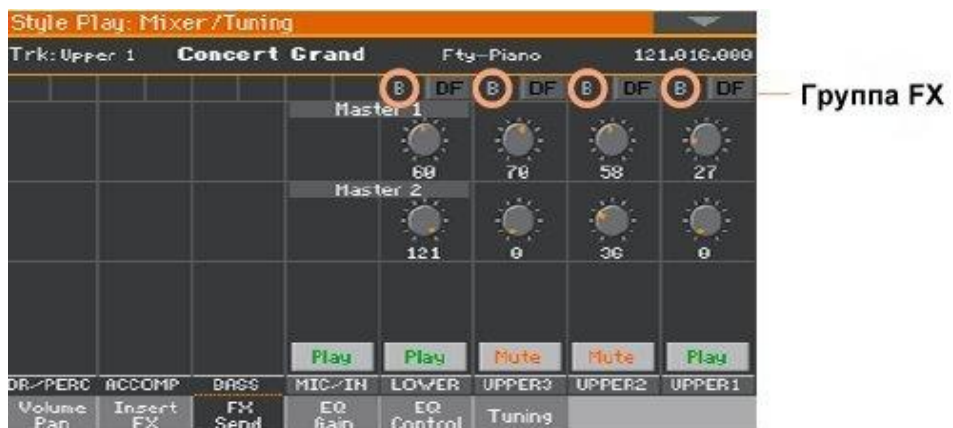 Style Play: Mixer/Tuning
Trk: Upper 1 Concert Grand Fty-Piano 121.016.000
B DF B DF B DF B DF
Группа FX
Master 1
60 70 58 27
Master 2
121 0 36 0
Play Play Mute Mute Play
DR/PERC ACCOMP BASS MIC/IN LOWER UPPER3 UPPER2 UPPER1
Volume Insert FX EQ EQ Tuning
Pan FX Send Gain Control